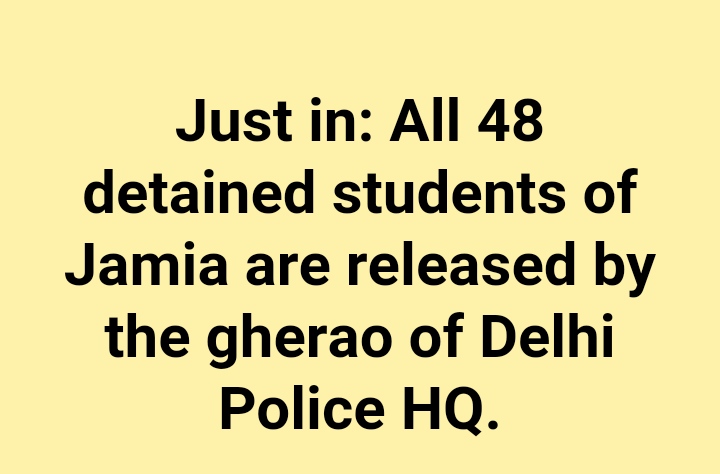 Just in: All 48
detained students of
Jamia are released by
the gherao of Delhi
Police HQ.